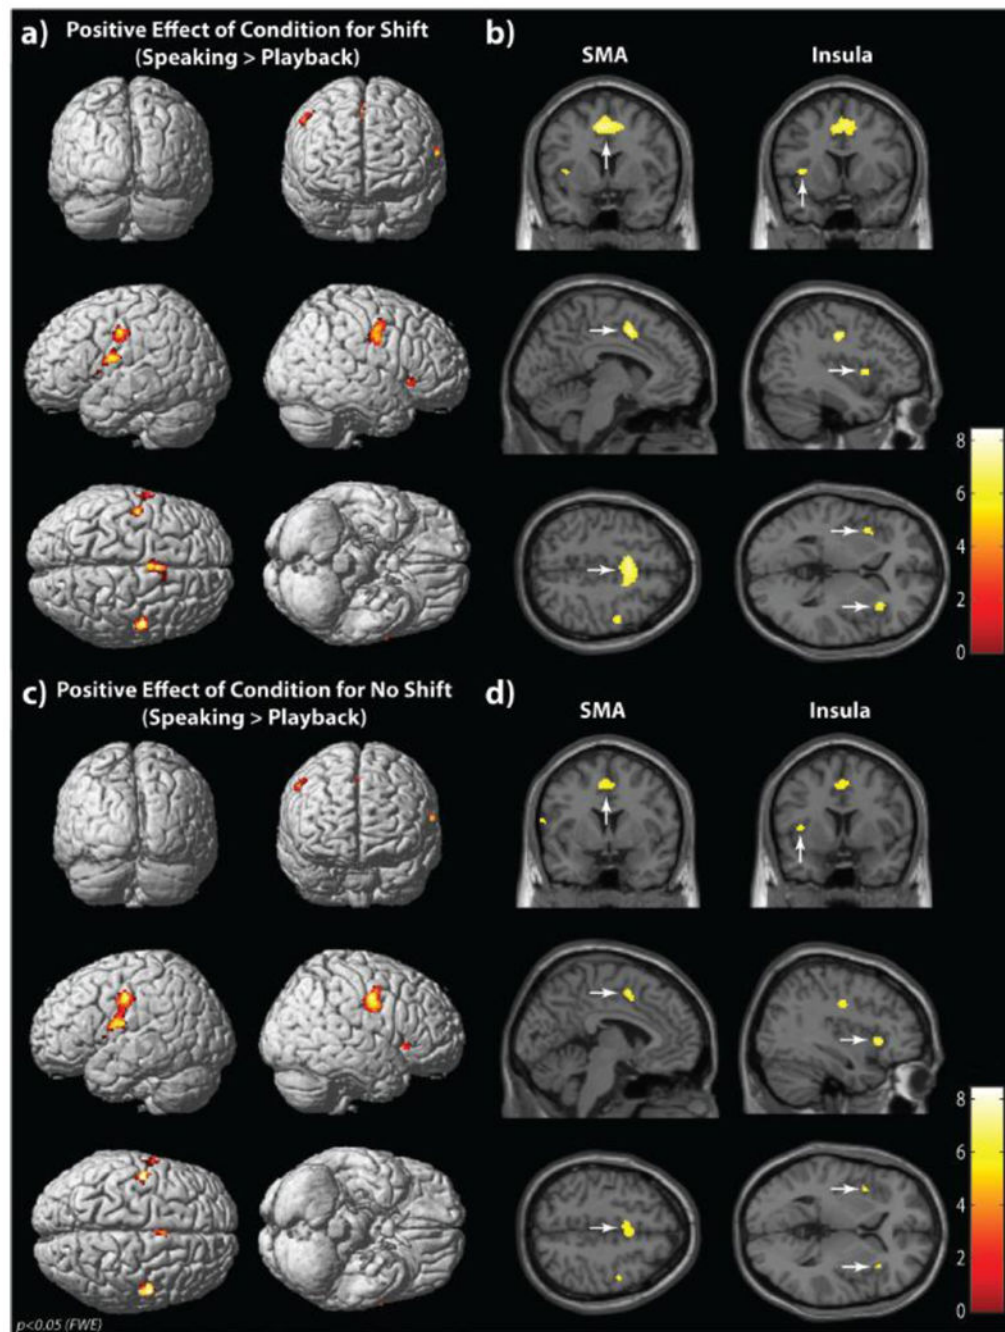 a) Positive Effect of Condition for Shift
(Speaking > Playback)
b)
SMA
Insula
8
6
4
2
0
c) Positive Effect of Condition for No Shift
(Speaking > Playback)
d)
SMA
Insula
8
6
4
2
0
p<0.05 (FWE)